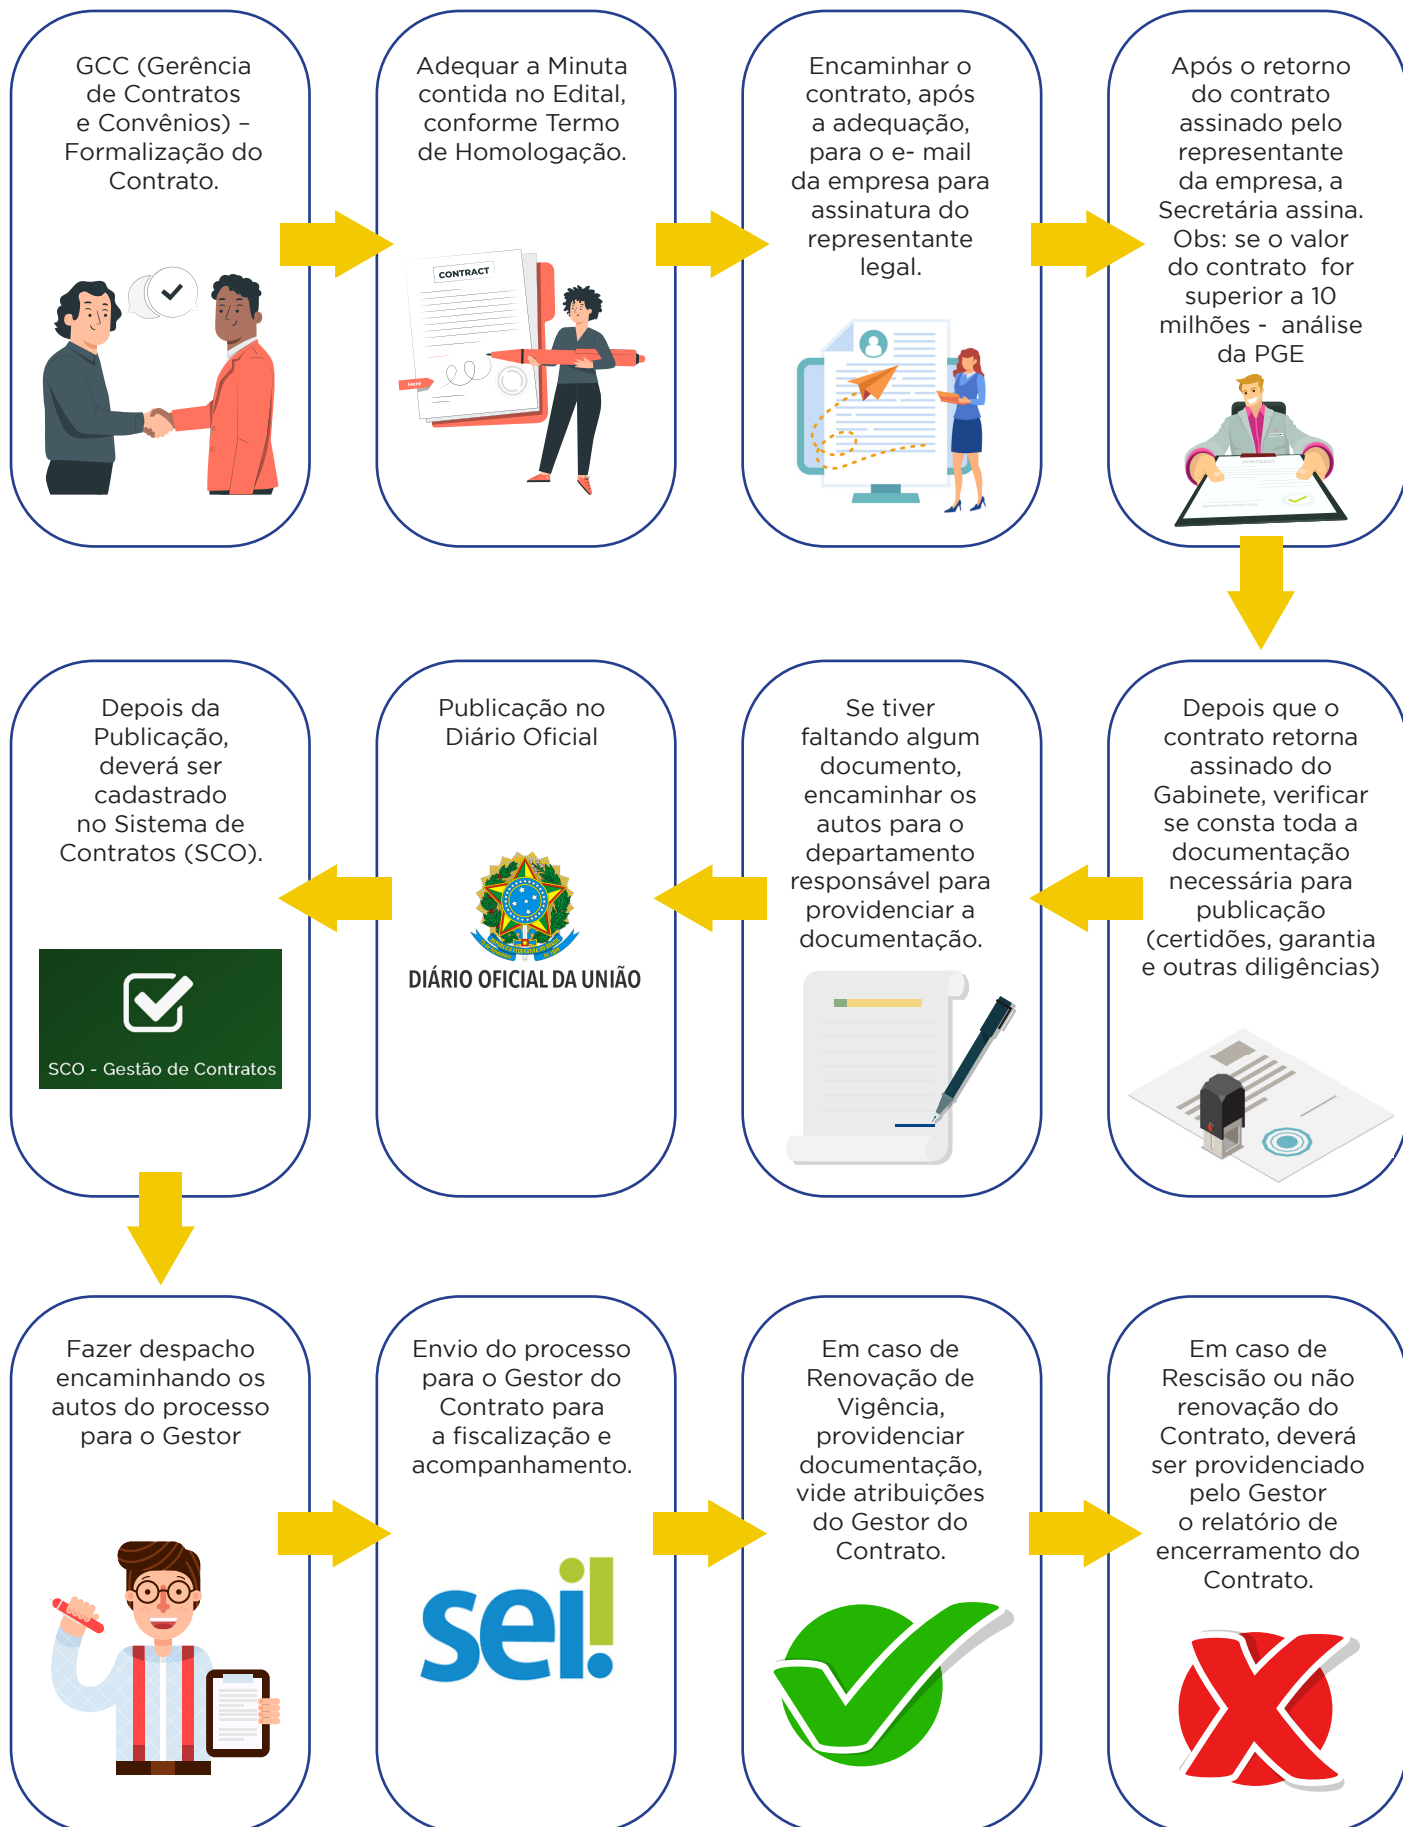 GCC (Gerência
de Contratos
e Convênios) –
Formalização do
Contrato.
Adequar a Minuta
contida no Edital,
conforme Termo
de Homologação.
CONTRACT
Here
Encaminhar o
contrato, após
a adequação,
para o e- mail
da empresa para
assinatura do
representante
legal.
Após o retorno
do contrato
assinado pelo
representante
da empresa, a
Secretária assina.
Obs: se o valor
do contrato for
superior a 10
milhões - análise
da PGE
CONTRACT
Depois que o
contrato retorna
assinado do
Gabinete, verificar
se consta toda a
documentação
necessária para
publicação
(certidões, garantia
e outras diligências)
Se tiver
faltando algum
documento,
encaminhar os
autos para o
departamento
responsável para
providenciar a
documentação.
Publicação no
Diário Oficial
DIÁRIO OFICIAL DA UNIÃO
Depois da
Publicação,
deverá ser
cadastrado
no Sistema de
Contratos (SCO).
SCO - Gestão de Contratos
Fazer despacho
encaminhando os
autos do processo
para o Gestor
Envio do processo
para o Gestor do
Contrato para
a fiscalização e
acompanhamento.
sei!
Em caso de
Renovação de
Vigência,
providenciar
documentação,
vide atribuições
do Gestor do
Contrato.
Em caso de
Rescisão ou não
renovação do
Contrato, deverá
ser providenciado
pelo Gestor
o relatório de
encerramento do
Contrato.